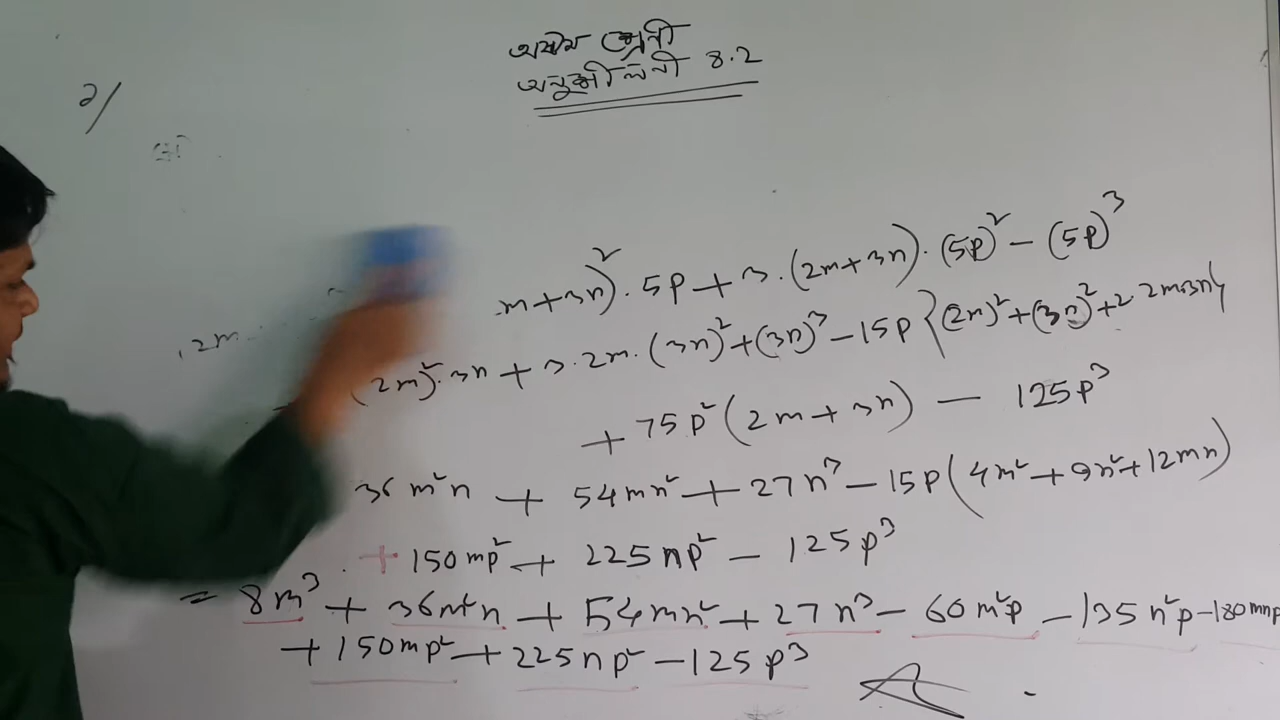 অষ্টম শ্রেণী
অনুশীলনী 8.2
2/
m+3n)². 5p + 3.(2m+3n).(5p)² – (5p)³
2m
(2m)².3n + 3.2m.(3n)²+(3n)³ – 15p{(2m)²+(3n)²+2.2m.3n}
+ 75p²(2m+3n) – 125p³
36m²n + 54mn² + 27n³ – 15p(4m²+9n²+12mn)
+ 150mp² + 225np² – 125p³
= 8m³ + 36m²n + 54mn² + 27n³ – 60m²p – 135n²p – 180mnp
+ 150mp² + 225np² – 125p³